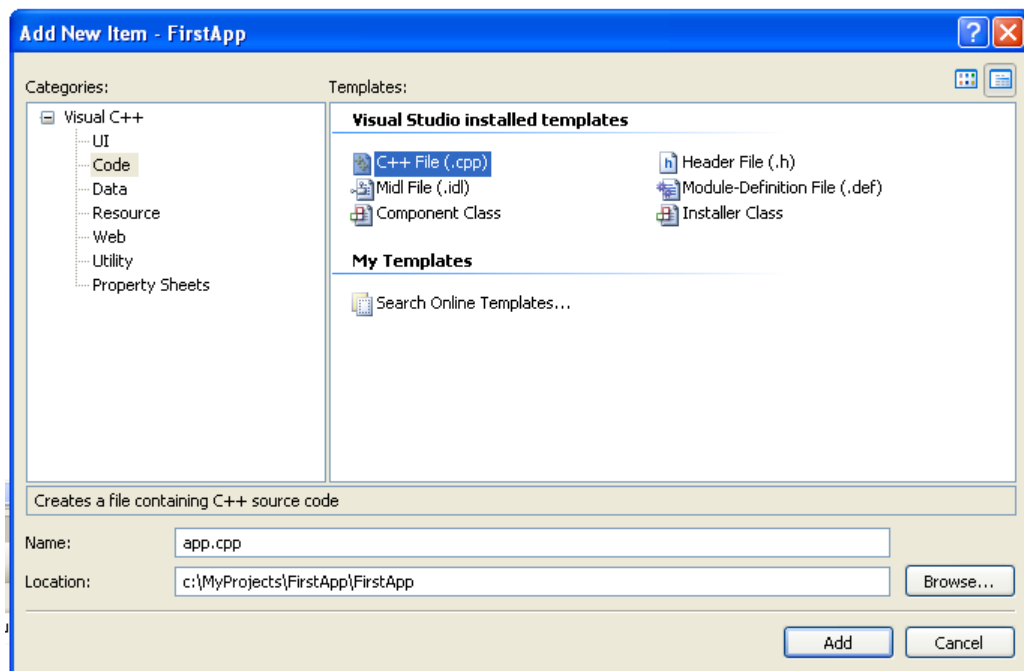 Add New Item - FirstApp
Categories:
Templates:
Visual C++
UI
Code
Data
Resource
Web
Utility
Property Sheets
Visual Studio installed templates
C++ File (.cpp)
Header File (.h)
Midl File (.idl)
Module-Definition File (.def)
Component Class
Installer Class
My Templates
Search Online Templates...
Creates a file containing C++ source code
Name:
app.cpp
Location:
c:\MyProjects\FirstApp\FirstApp
Browse...
Add
Cancel